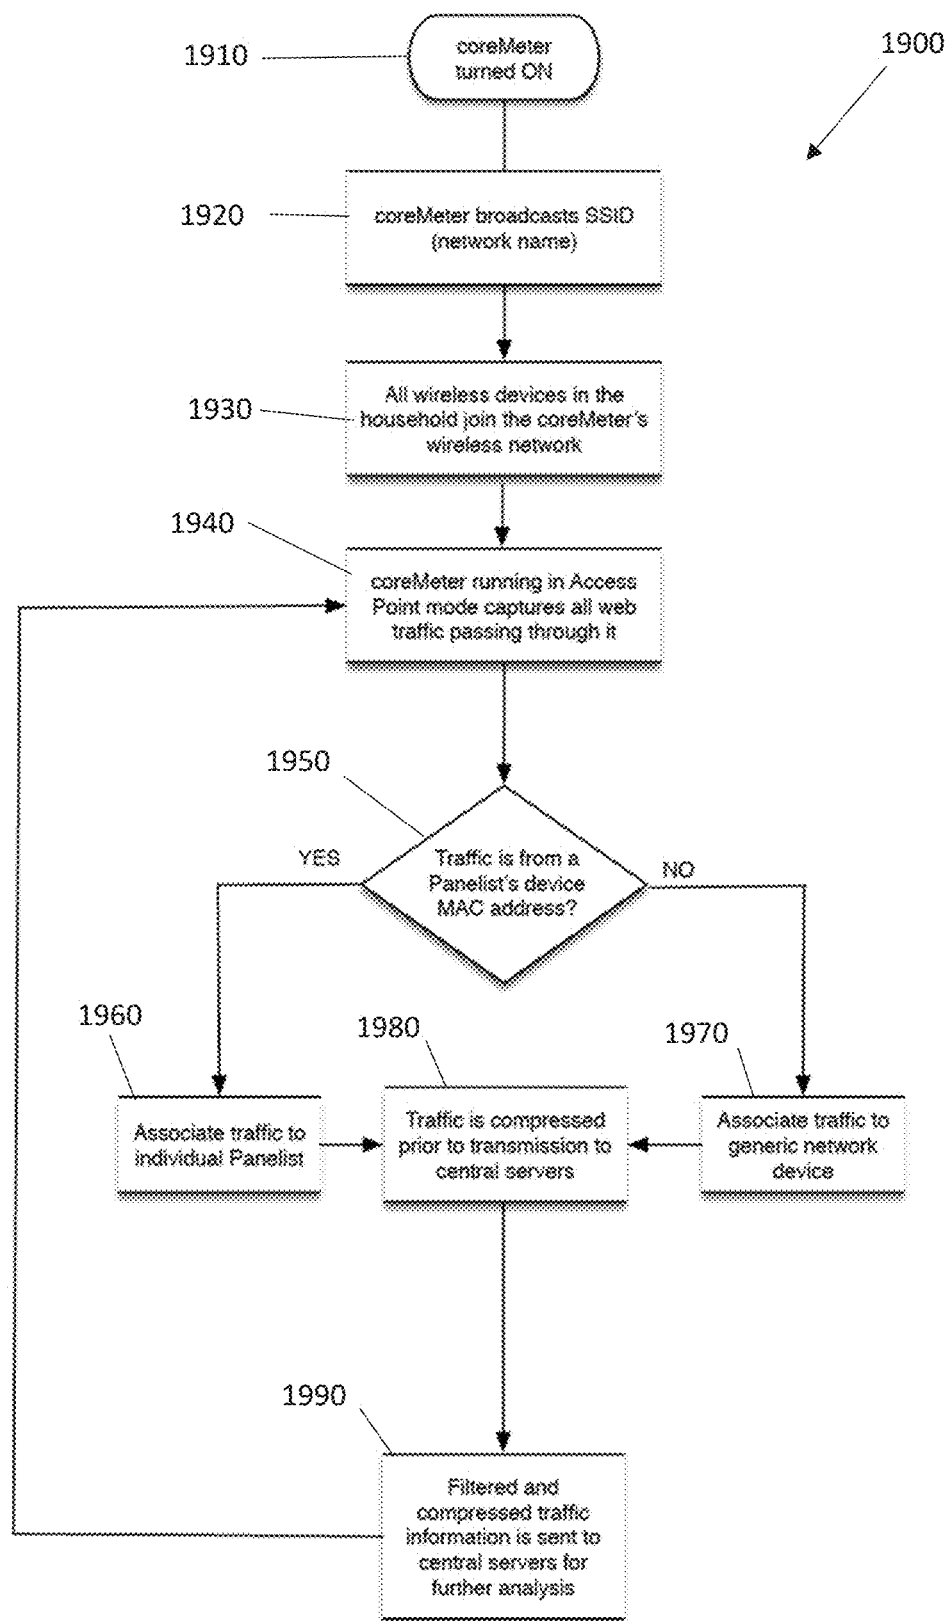 1910
coreMeter
turned ON
1900
1920
coreMeter broadcasts SSID
(network name)
1930
All wireless devices in the
household join the coreMeter's
wireless network
1940
coreMeter running in Access
Point mode captures all web
traffic passing through it
1950
YES
Traffic is from a
Panelist's device
MAC address?
NO
1960
Associate traffic to
individual Panelist
1980
Traffic is compressed
prior to transmission to
central servers
1970
Associate traffic to
generic network
device
1990
Filtered and
compressed traffic
information is sent to
central servers for
further analysis